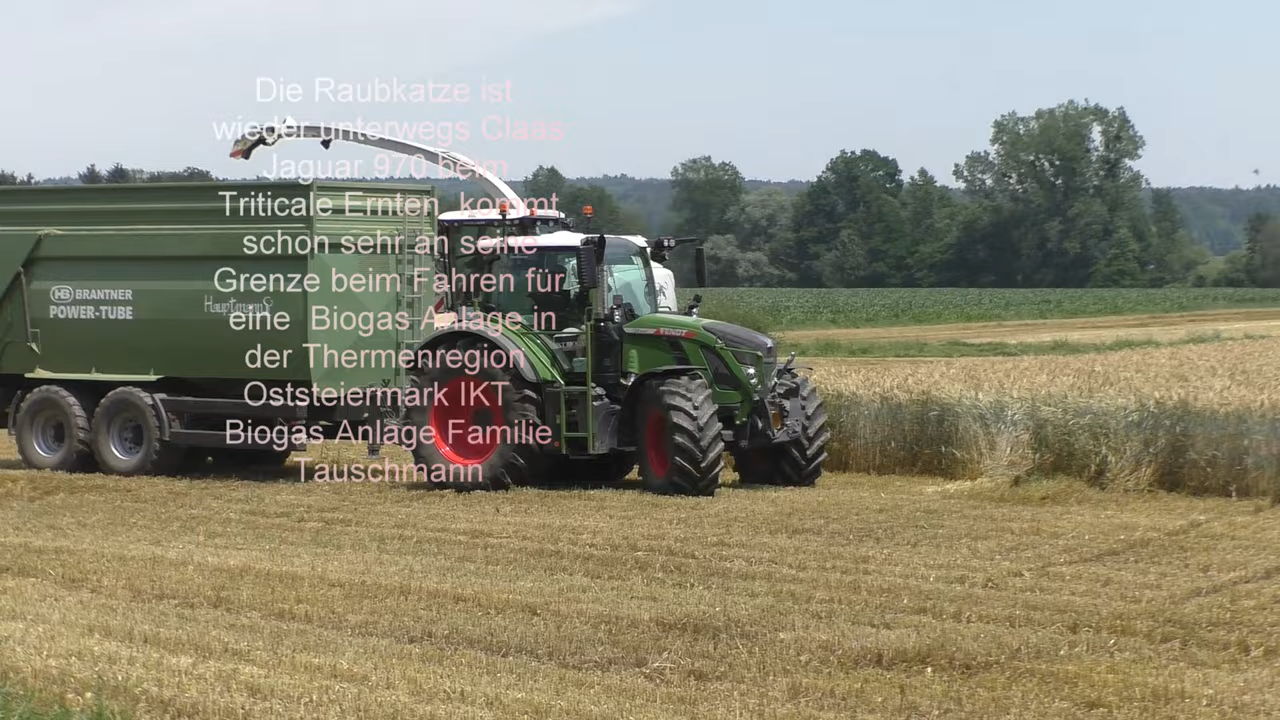 Die Raubkatze ist
wieder unterwegs Claas
Jaguar 970 beim
Triticale Ernten kommt
schon sehr an seine
Grenze beim Fahren für
eine Biogas Anlage in
der Thermenregion
Oststeiermark IKT
Biogas Anlage Familie
Tauschmann
HB BRANTNER
POWER-TUBE
Hauptmann S
FENDT